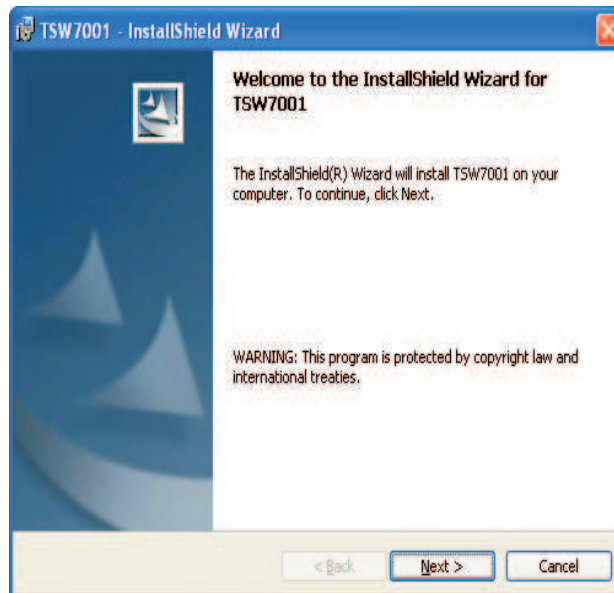 TSW7001 - InstallShield Wizard
Welcome to the InstallShield Wizard for
TSW7001
The InstallShield(R) Wizard will install TSW7001 on your
computer. To continue, click Next.
WARNING: This program is protected by copyright law and
international treaties.
< Back
Next >
Cancel